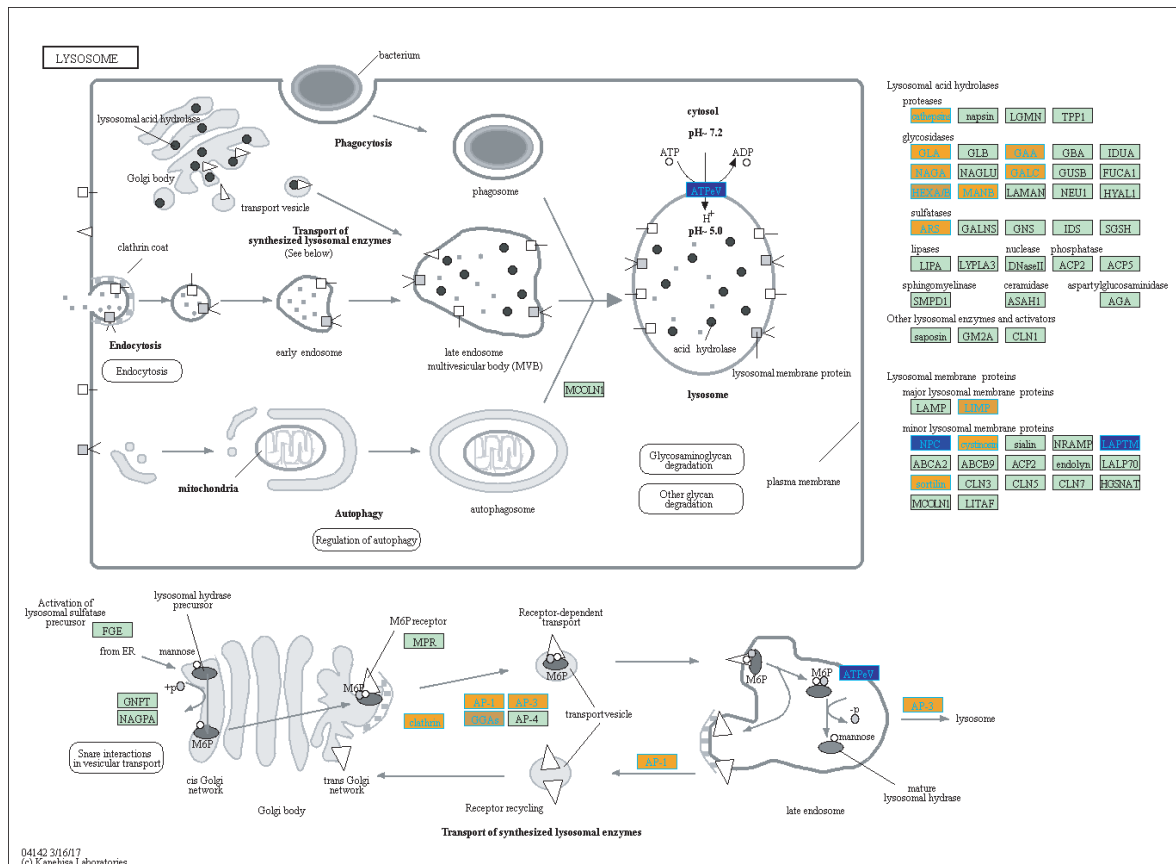 LYSOSOME
bacterium
lysosomal acid hydrolase
Golgi body
Phagocytosis
phagosome
transport vesicle
Transport of
synthesized lysosomal enzymes
(See below)
cytosol
pH~ 7.2
ATP
ADP
ATPeV
H+
pH~ 5.0
clathrin coat
Endocytosis
Endocytosis
early endosome
late endosome
multivesicular body (MVB)
acid hydrolase
lysosomal membrane protein
lysosome
MCOLN1
mitochondria
Autophagy
Regulation of autophagy
autophagosome
Glycosaminoglycan
degradation
Other glycan
degradation
plasma membrane
Lysosomal acid hydrolases
proteases
cathepsins napsin LGMN TPP1
glycosidases
GLA GLB GAA GBA IDUA
NAGA NAGLU GALC GUSB FUCA1
HEXA/B MANB LAMAN NEU1 HYAL1
sulfatases
ARS GALNS GNS IDS SGSH
lipases nuclease phosphatase
LIPA LYPLA3 DNaseII ACP2 ACP5
sphingomyelinase ceramidase aspartylglucosaminidase
SMPD1 ASAH1 AGA
Other lysosomal enzymes and activators
saposin GM2A CLN1
Lysosomal membrane proteins
major lysosomal membrane proteins
LAMP LIMP
minor lysosomal membrane proteins
NPC cystinosin sialin NRAMP LAPTM
ABCA2 ABCB9 ACP2 endolyn LALP70
sortilin CLN3 CLN5 CLN7 HGSNAT
MCOLN1 LITAF
Activation of
lysosomal sulfatase
precursor
FGE
lysosomal hydrase
precursor
from ER
mannose
+p
GNPT
NAGPA
M6P
Snare interactions
in vesicular transport
cis Golgi
network
Golgi body
trans Golgi
network
M6P receptor
MPR
M6P
AP-1 AP-3
clathrin GGAs AP-4
Receptor-dependent
transport
M6P
transport vesicle
Receptor recycling
AP-1
M6P
M6P
ATPeV
-p
mannose
AP-3
lysosome
mature
lysosomal hydrase
late endosome
Transport of synthesized lysosomal enzymes
04142 3/16/17
(c) Kanehisa Laboratories